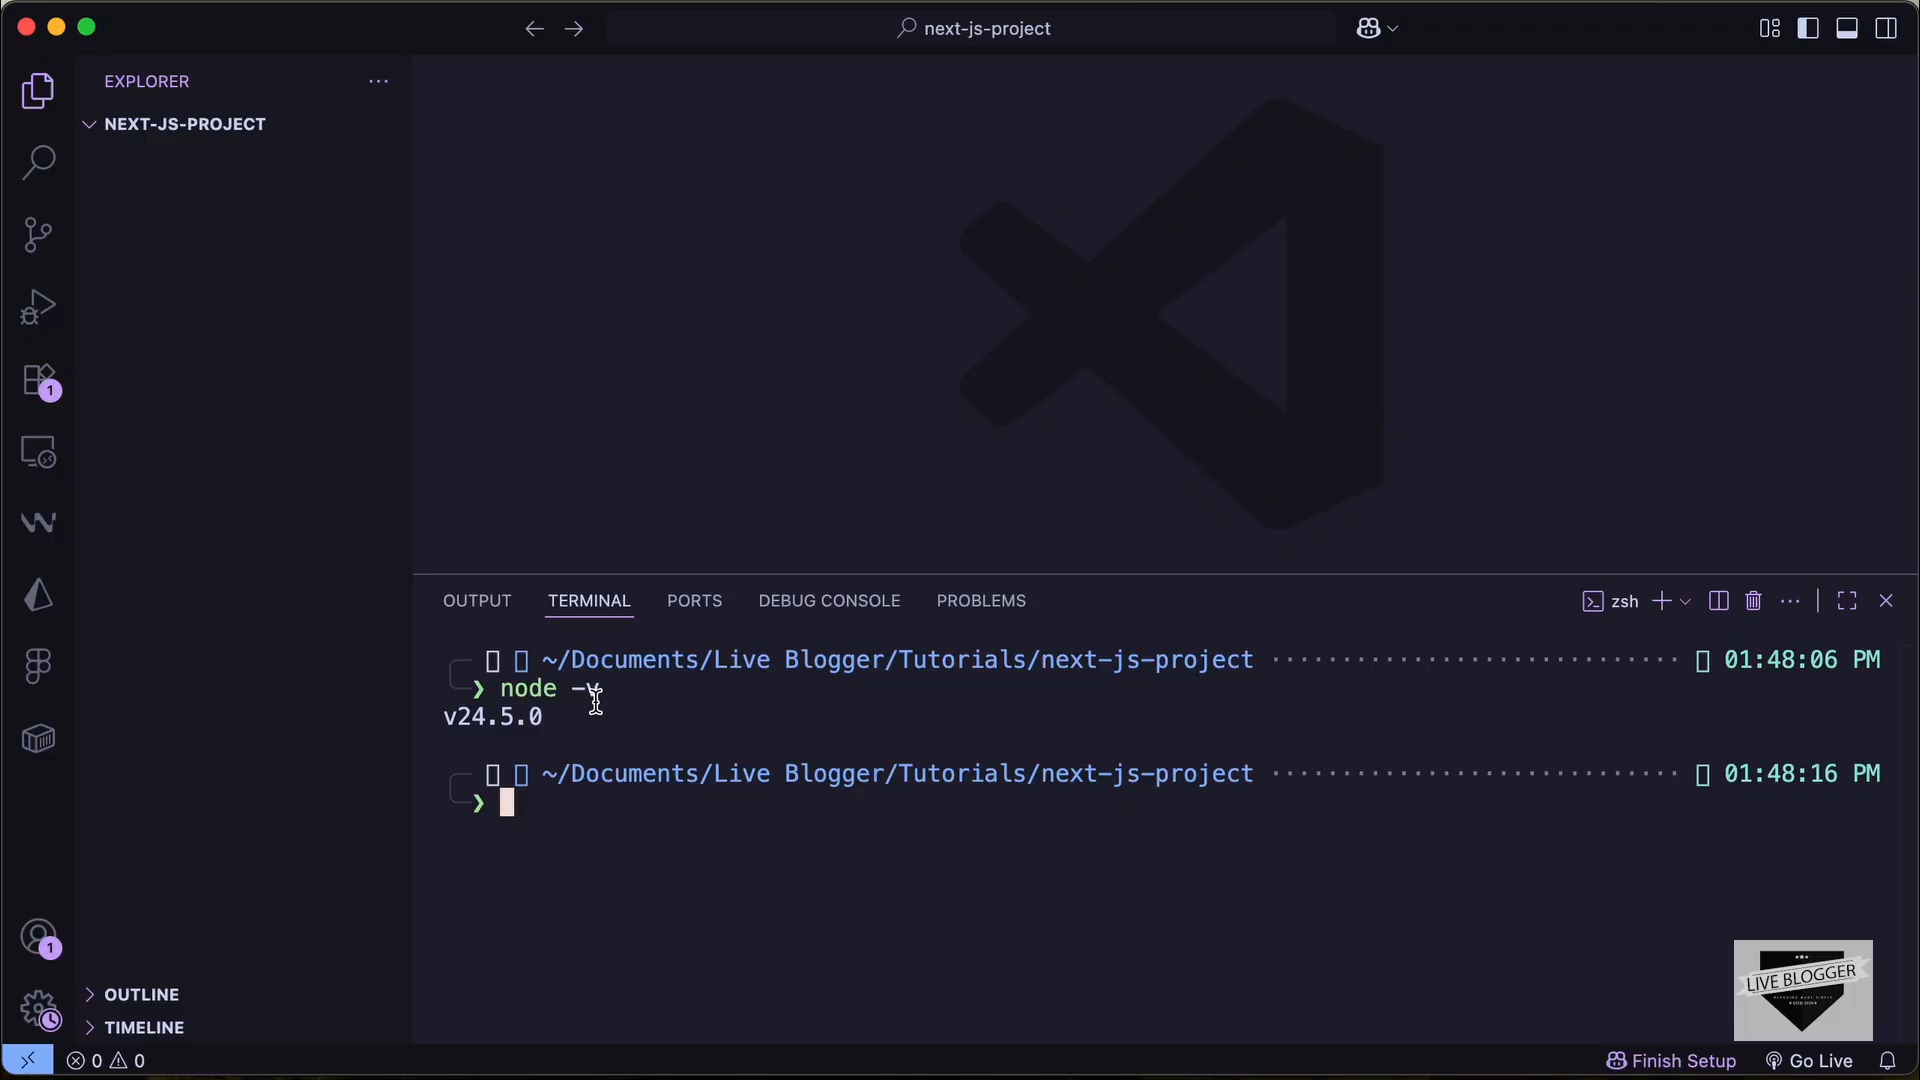 next-js-project
EXPLORER
NEXT-JS-PROJECT
1
OUTPUT TERMINAL PORTS DEBUG CONSOLE PROBLEMS
zsh
~/Documents/Live Blogger/Tutorials/next-js-project 01:48:06 PM
❯ node -v
v24.5.0
~/Documents/Live Blogger/Tutorials/next-js-project 01:48:16 PM
❯
1
OUTLINE
TIMELINE
LIVE BLOGGER
0 0
Finish Setup Go Live